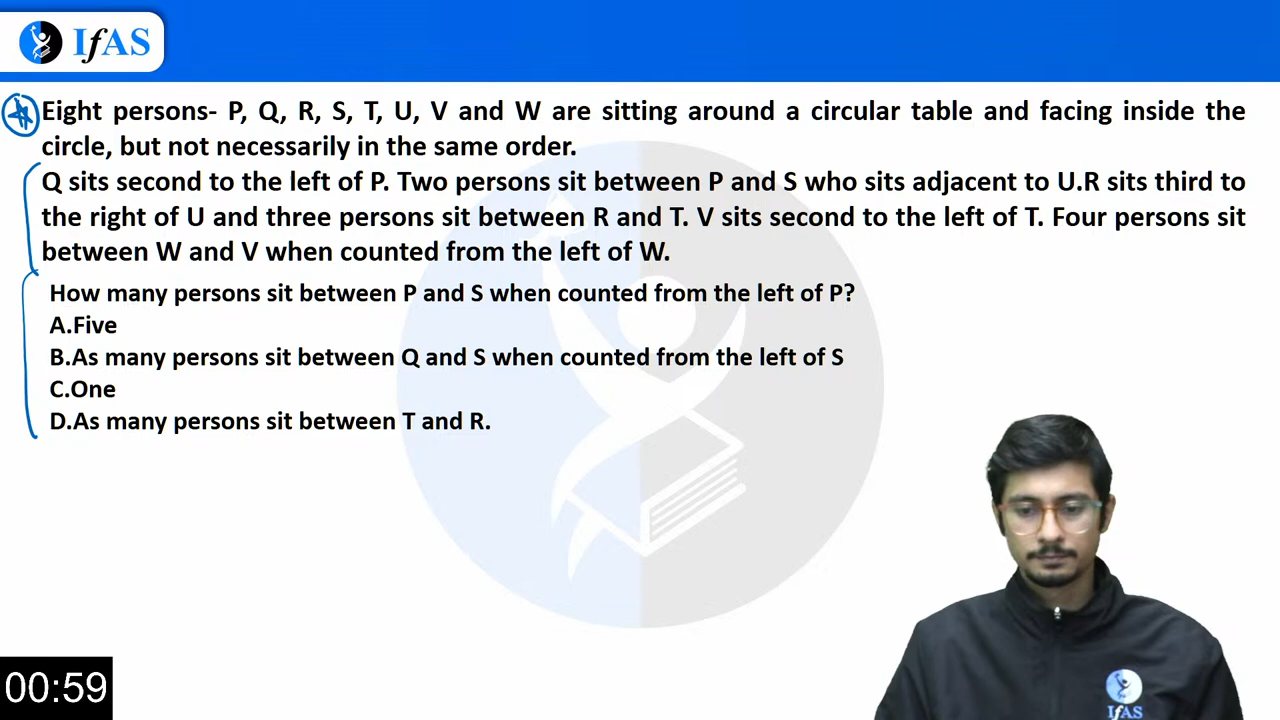 IfAS
Eight persons- P, Q, R, S, T, U, V and W are sitting around a circular table and facing inside the
circle, but not necessarily in the same order.
Q sits second to the left of P. Two persons sit between P and S who sits adjacent to U.R sits third to
the right of U and three persons sit between R and T. V sits second to the left of T. Four persons sit
between W and V when counted from the left of W.
How many persons sit between P and S when counted from the left of P?
A.Five
B.As many persons sit between Q and S when counted from the left of S
C.One
D.As many persons sit between T and R.
00:59
IfAS